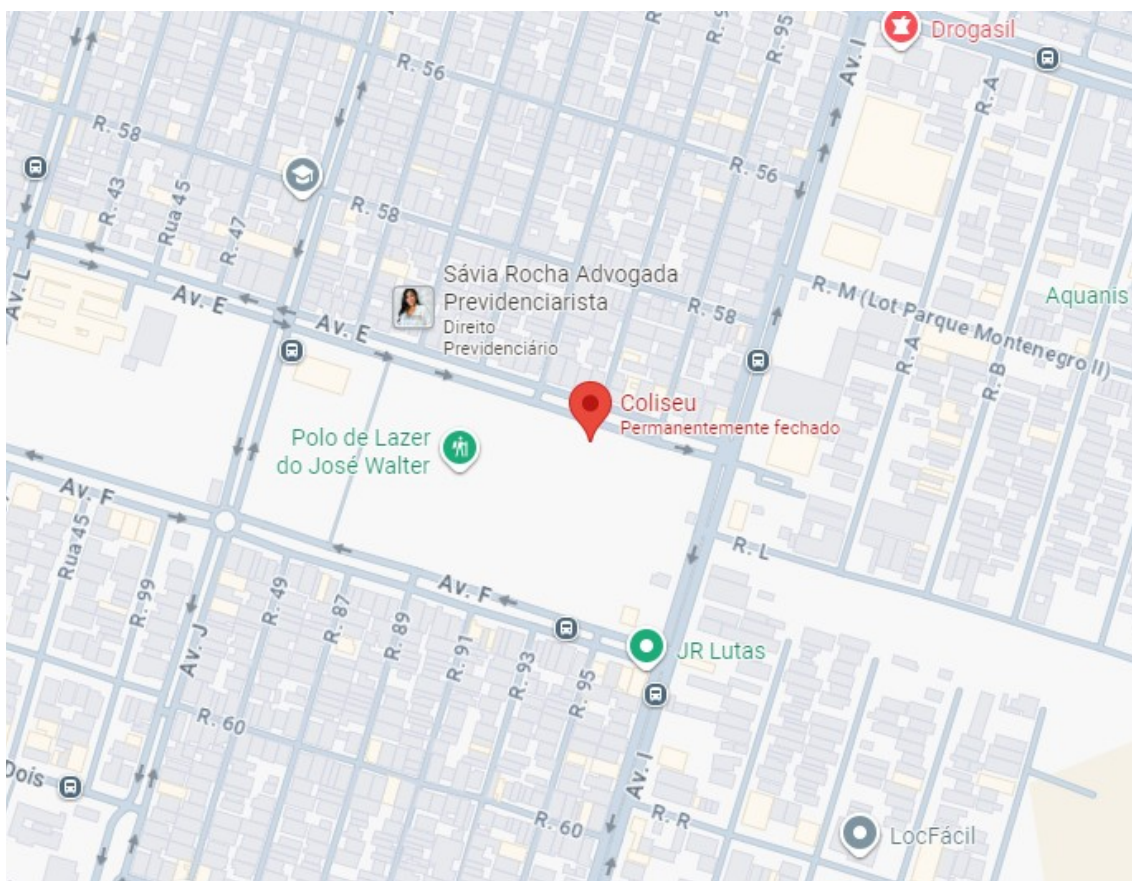 Drogasil
Av. I
R. 95
R. A
R. 56
R. 58
R. 56
R. 43
Rua 45
R. 47
R. 58
Av. L
Av. E
Av. E
Sávia Rocha Advogada
Previdenciarista
Direito
Previdenciário
R. 58
R. M (Lot Parque Montenegro II)
Aquanis
R. A
R. B
Coliseu
Permanentemente fechado
Polo de Lazer
do José Walter
Av. F
Rua 45
R. 99
R. 49
R. 87
R. 89
R. 91
R. 93
R. 95
Av. F
R. L
JR Lutas
Av. J
R. 60
Dois
Av. I
R. 60
R. R
LocFácil